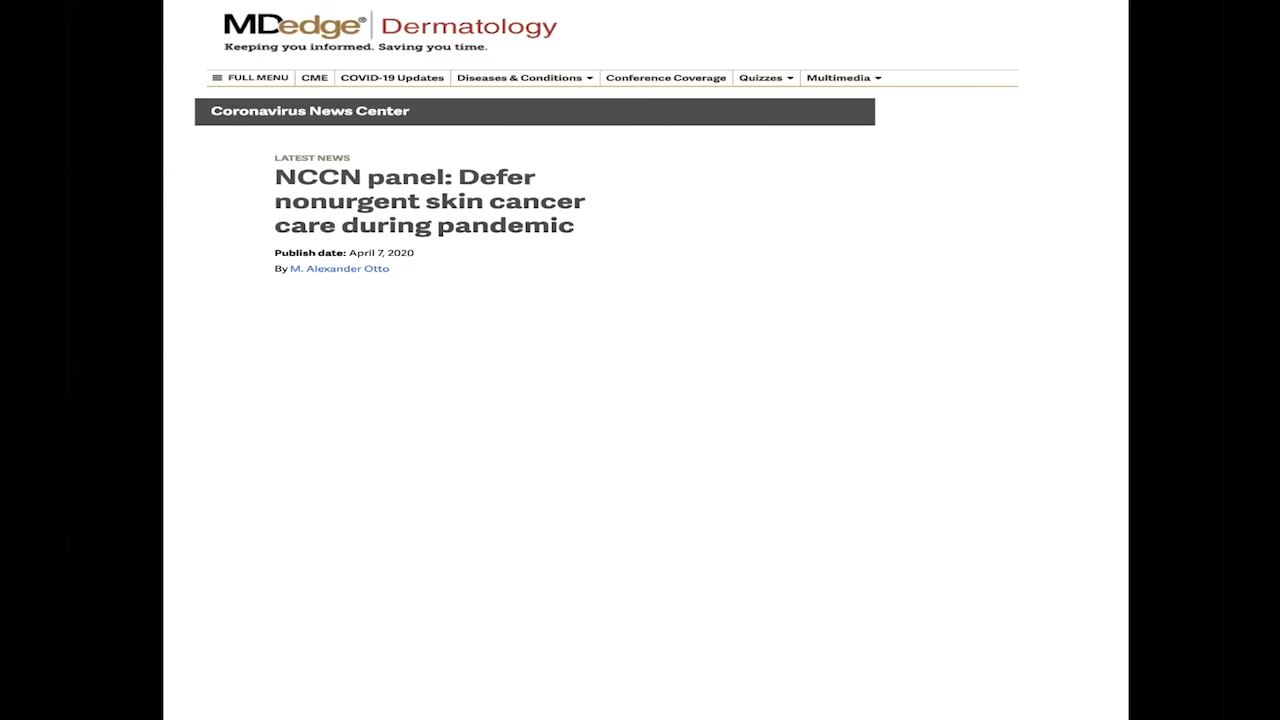 MDedge® Dermatology
Keeping you informed. Saving you time.
FULL MENU CME COVID-19 Updates Diseases & Conditions Conference Coverage Quizzes Multimedia
Coronavirus News Center
LATEST NEWS
NCCN panel: Defer
nonurgent skin cancer
care during pandemic
Publish date: April 7, 2020
By M. Alexander Otto